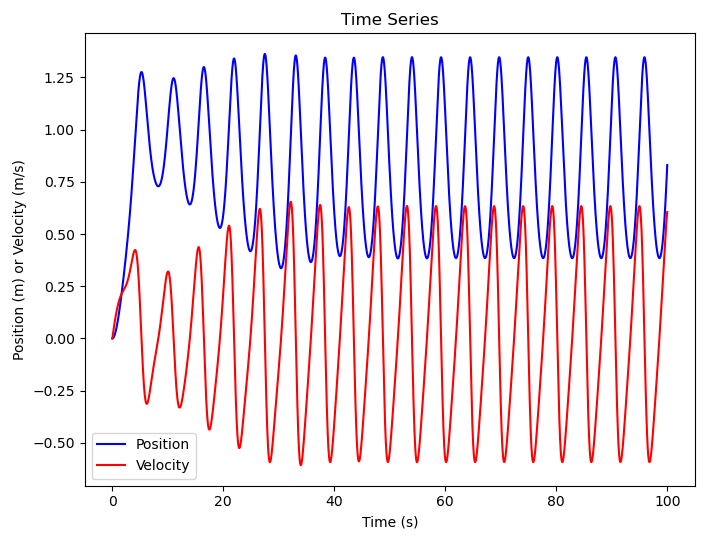 Time Series
Position (m) or Velocity (m/s)
1.25
1.00
0.75
0.50
0.25
0.00
−0.25
−0.50
Position
Velocity
0 20 40 60 80 100
Time (s)